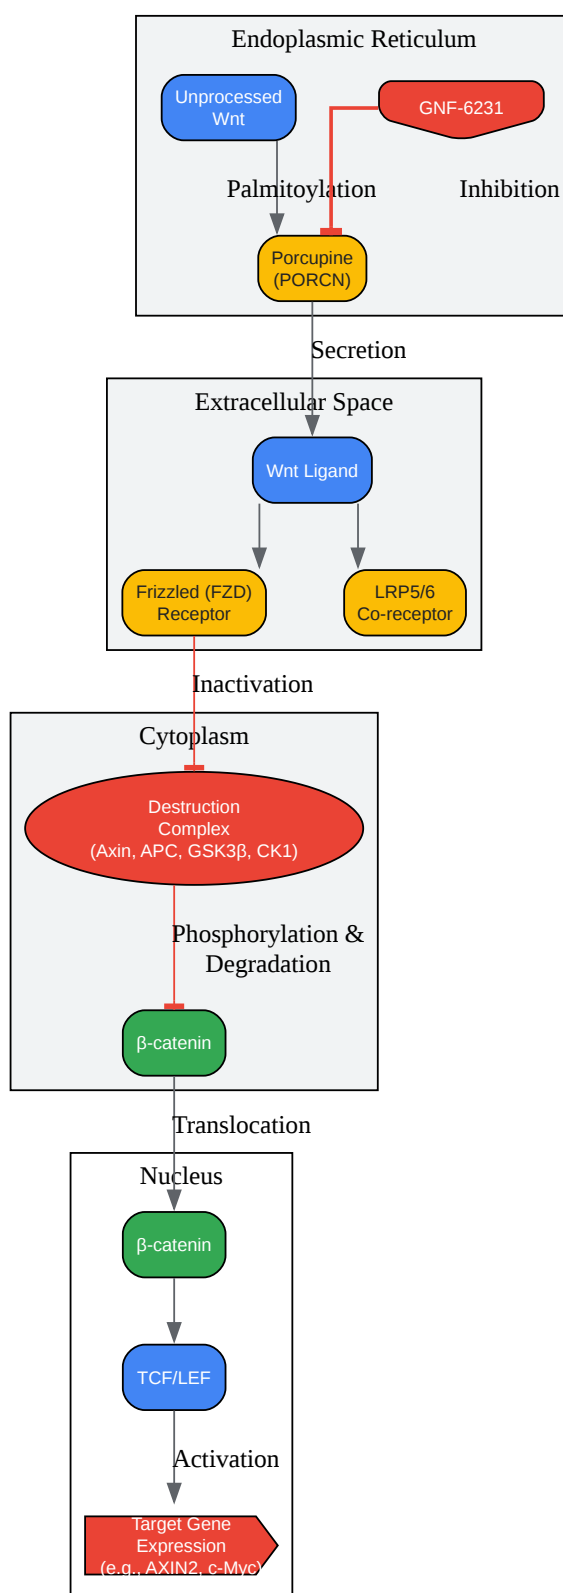 Endoplasmic Reticulum
Unprocessed
Wnt
GNF-6231
Palmitoylation
Inhibition
Porcupine
(PORCN)
Secretion
Extracellular Space
Wnt Ligand
Frizzled (FZD)
Receptor
LRP5/6
Co-receptor
Inactivation
Cytoplasm
Destruction
Complex
(Axin, APC, GSK3β, CK1)
Phosphorylation &
Degradation
β-catenin
Translocation
Nucleus
β-catenin
TCF/LEF
Activation
Target Gene
Expression
(e.g., AXIN2, c-Myc)